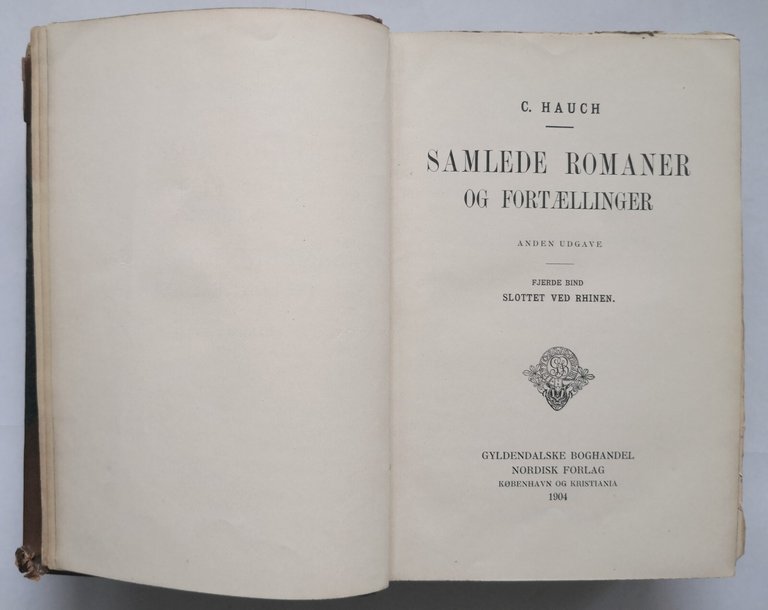 C. HAUCH
SAMLEDE ROMANER
OG FORTÆLLINGER
ANDEN UDGAVE
FJERDE BIND
SLOTTET VED RHINEN.
GYLDENDALSKE BOGHANDEL
NORDISK FORLAG
KØBENHAVN OG KRISTIANIA
1904